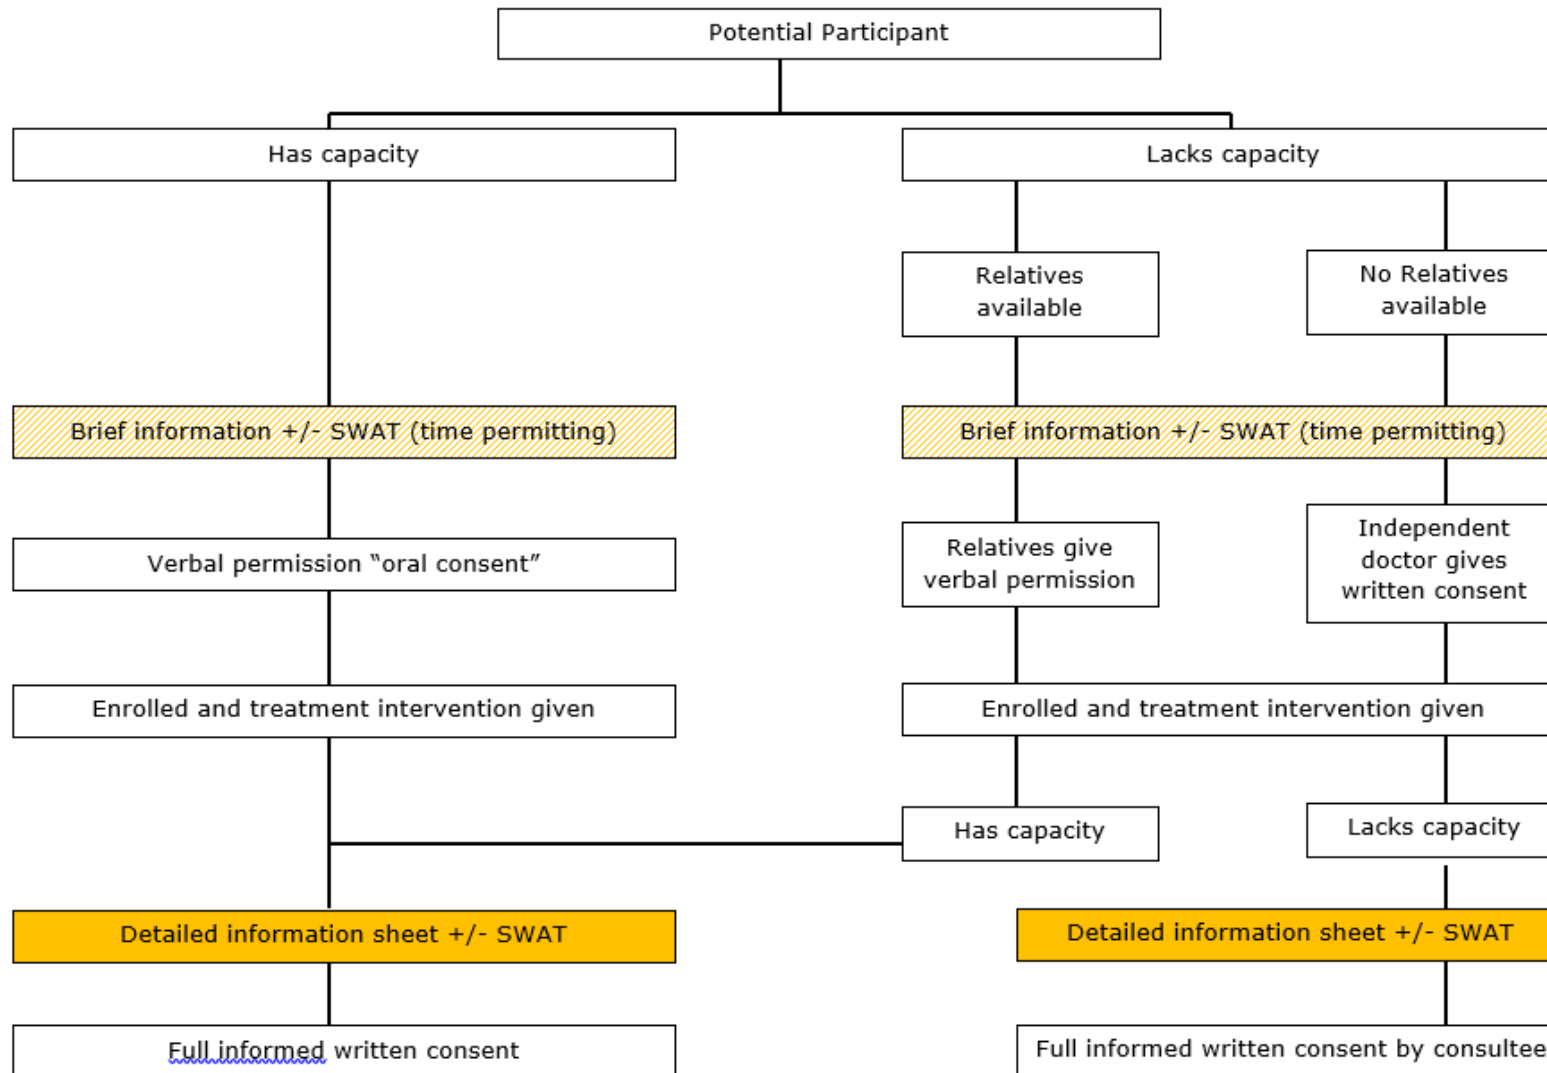 Potential Participant
Has capacity
Lacks capacity
Relatives
available
No Relatives
available
Brief information +/- SWAT (time permitting)
Brief information +/- SWAT (time permitting)
Verbal permission “oral consent”
Relatives give
verbal permission
Independent
doctor gives
written consent
Enrolled and treatment intervention given
Enrolled and treatment intervention given
Has capacity
Lacks capacity
Detailed information sheet +/- SWAT
Detailed information sheet +/- SWAT
Full informed written consent
Full informed written consent by consultee